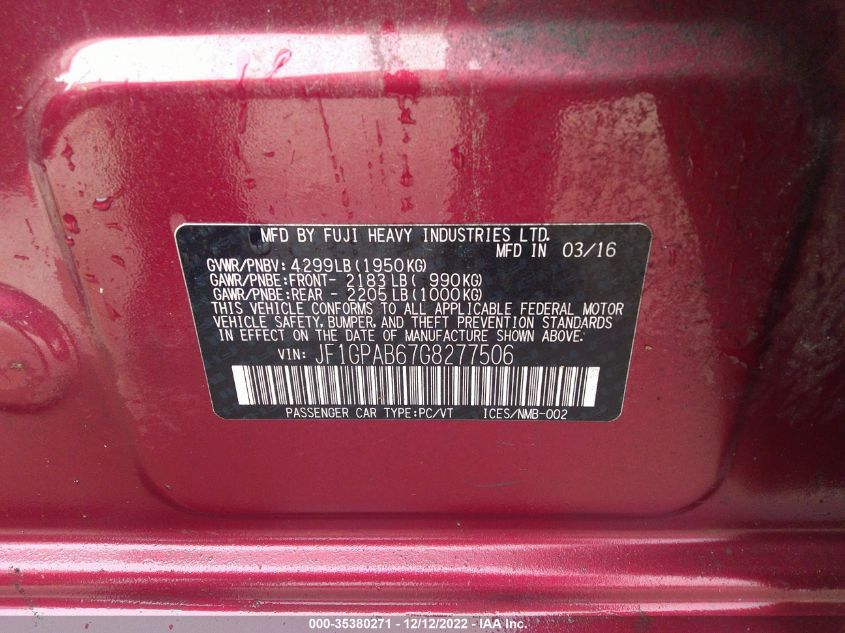 MFD BY FUJI HEAVY INDUSTRIES LTD.
MFD IN 03/16
GVWR/PNBV: 4299LB(1950KG)
GAWR/PNBE:FRONT- 2183LB( 990KG)
GAWR/PNBE:REAR - 2205LB(1000KG)
THIS VEHICLE CONFORMS TO ALL APPLICABLE FEDERAL MOTOR
VEHICLE SAFETY, BUMPER, AND THEFT PREVENTION STANDARDS
IN EFFECT ON THE DATE OF MANUFACTURE SHOWN ABOVE.
VIN: JF1GPAB67G8277506
PASSENGER CAR TYPE:PC/VT ICES/NMB-002
000-35380271 - 12/12/2022 - IAAI.COM